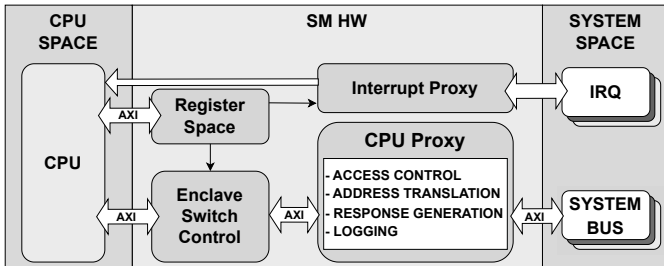 CPU
SPACE
SM HW
SYSTEM
SPACE
Interrupt Proxy
IRQ
AXI
Register
Space
CPU
CPU Proxy
- ACCESS CONTROL
- ADDRESS TRANSLATION
- RESPONSE GENERATION
- LOGGING
AXI
Enclave
Switch
Control
AXI
AXI
SYSTEM
BUS